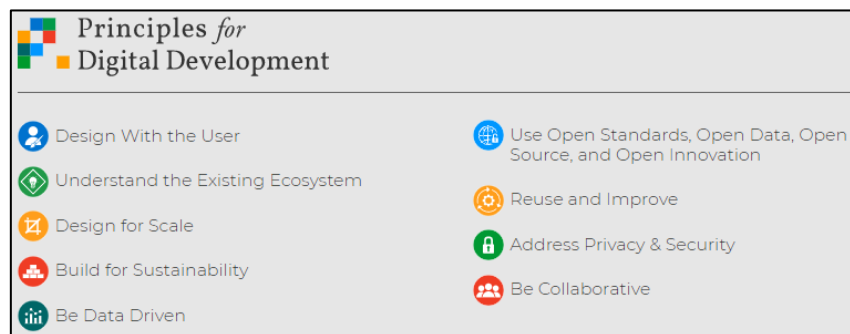 Principles for
Digital Development
Design With the User
Understand the Existing Ecosystem
Design for Scale
Build for Sustainability
Be Data Driven
Use Open Standards, Open Data, Open
Source, and Open Innovation
Reuse and Improve
Address Privacy & Security
Be Collaborative